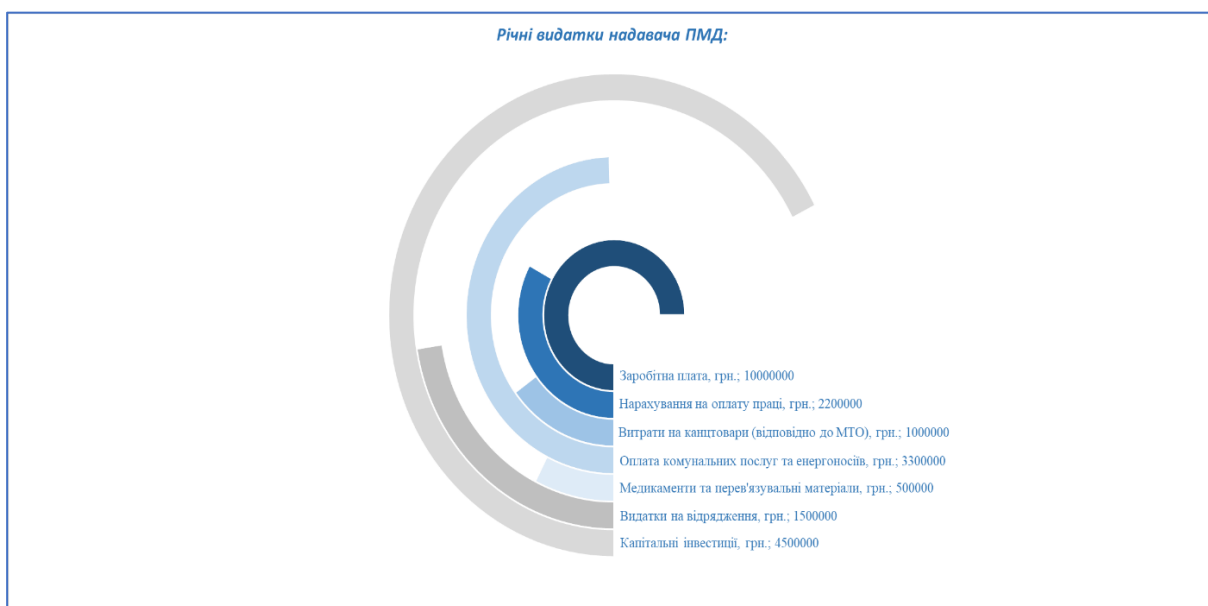 Річні видатки надавача ПМД:
Заробітна плата, грн.; 10000000
Нарахування на оплату праці, грн.; 2200000
Витрати на канцтовари (відповідно до МТО), грн.; 1000000
Оплата комунальних послуг та енергоносіїв, грн.; 3300000
Медикаменти та перев'язувальні матеріали, грн.; 500000
Видатки на відрядження, грн.; 1500000
Капітальні інвестиції, грн.; 4500000